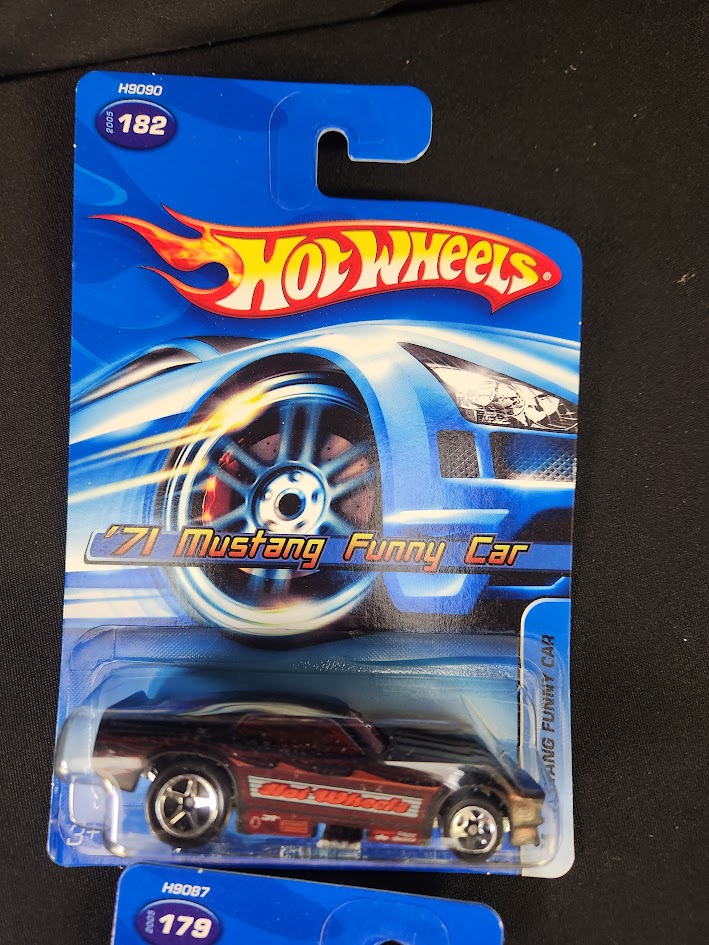 H9090
2005
182
HOT WHEELS®
'71 Mustang Funny Car
TANG FUNNY CAR
Hot Wheels
3+
H9087
2005
179